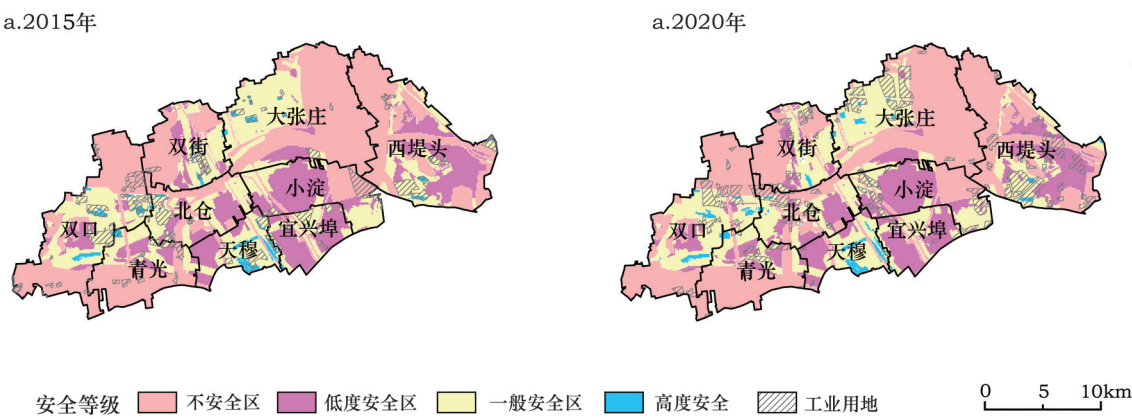 a.2015年
a.2020年
大张庄
双街
西堤头
小淀
北仓
双口
宜兴埠
天穆
青光
大张庄
双街
西堤头
小淀
北仓
双口
宜兴埠
天穆
青光
安全等级 不安全区 低度安全区 一般安全区 高度安全 工业用地
0 5 10km